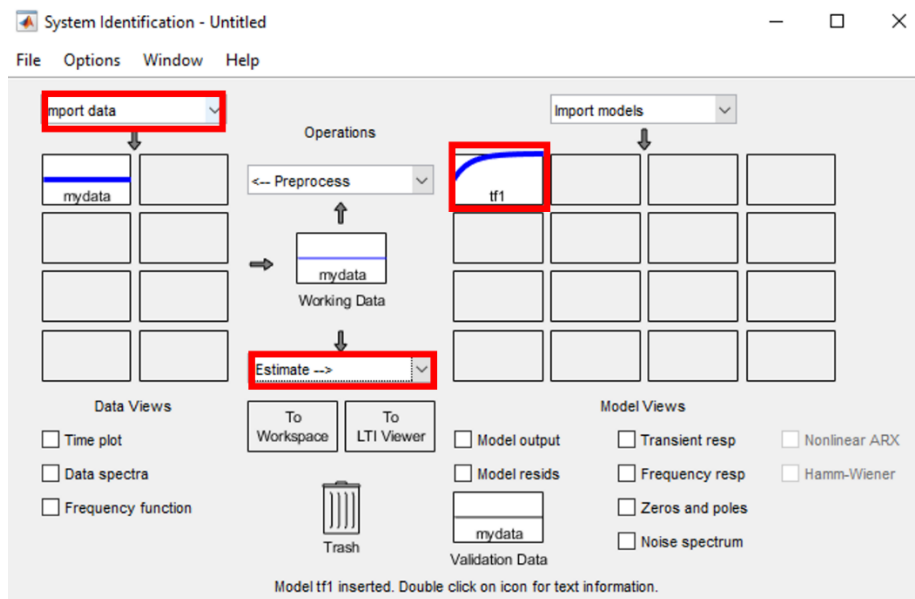 System Identification - Untitled
File Options Window Help
mport data
Import models
Operations
<-- Preprocess
mydata
tf1
mydata
Working Data
Estimate -->
Data Views
Model Views
To Workspace
To LTI Viewer
Time plot
Data spectra
Frequency function
Model output
Model resids
Transient resp
Frequency resp
Zeros and poles
Noise spectrum
Nonlinear ARX
Hamm-Wiener
Trash
mydata
Validation Data
Model tf1 inserted. Double click on icon for text information.